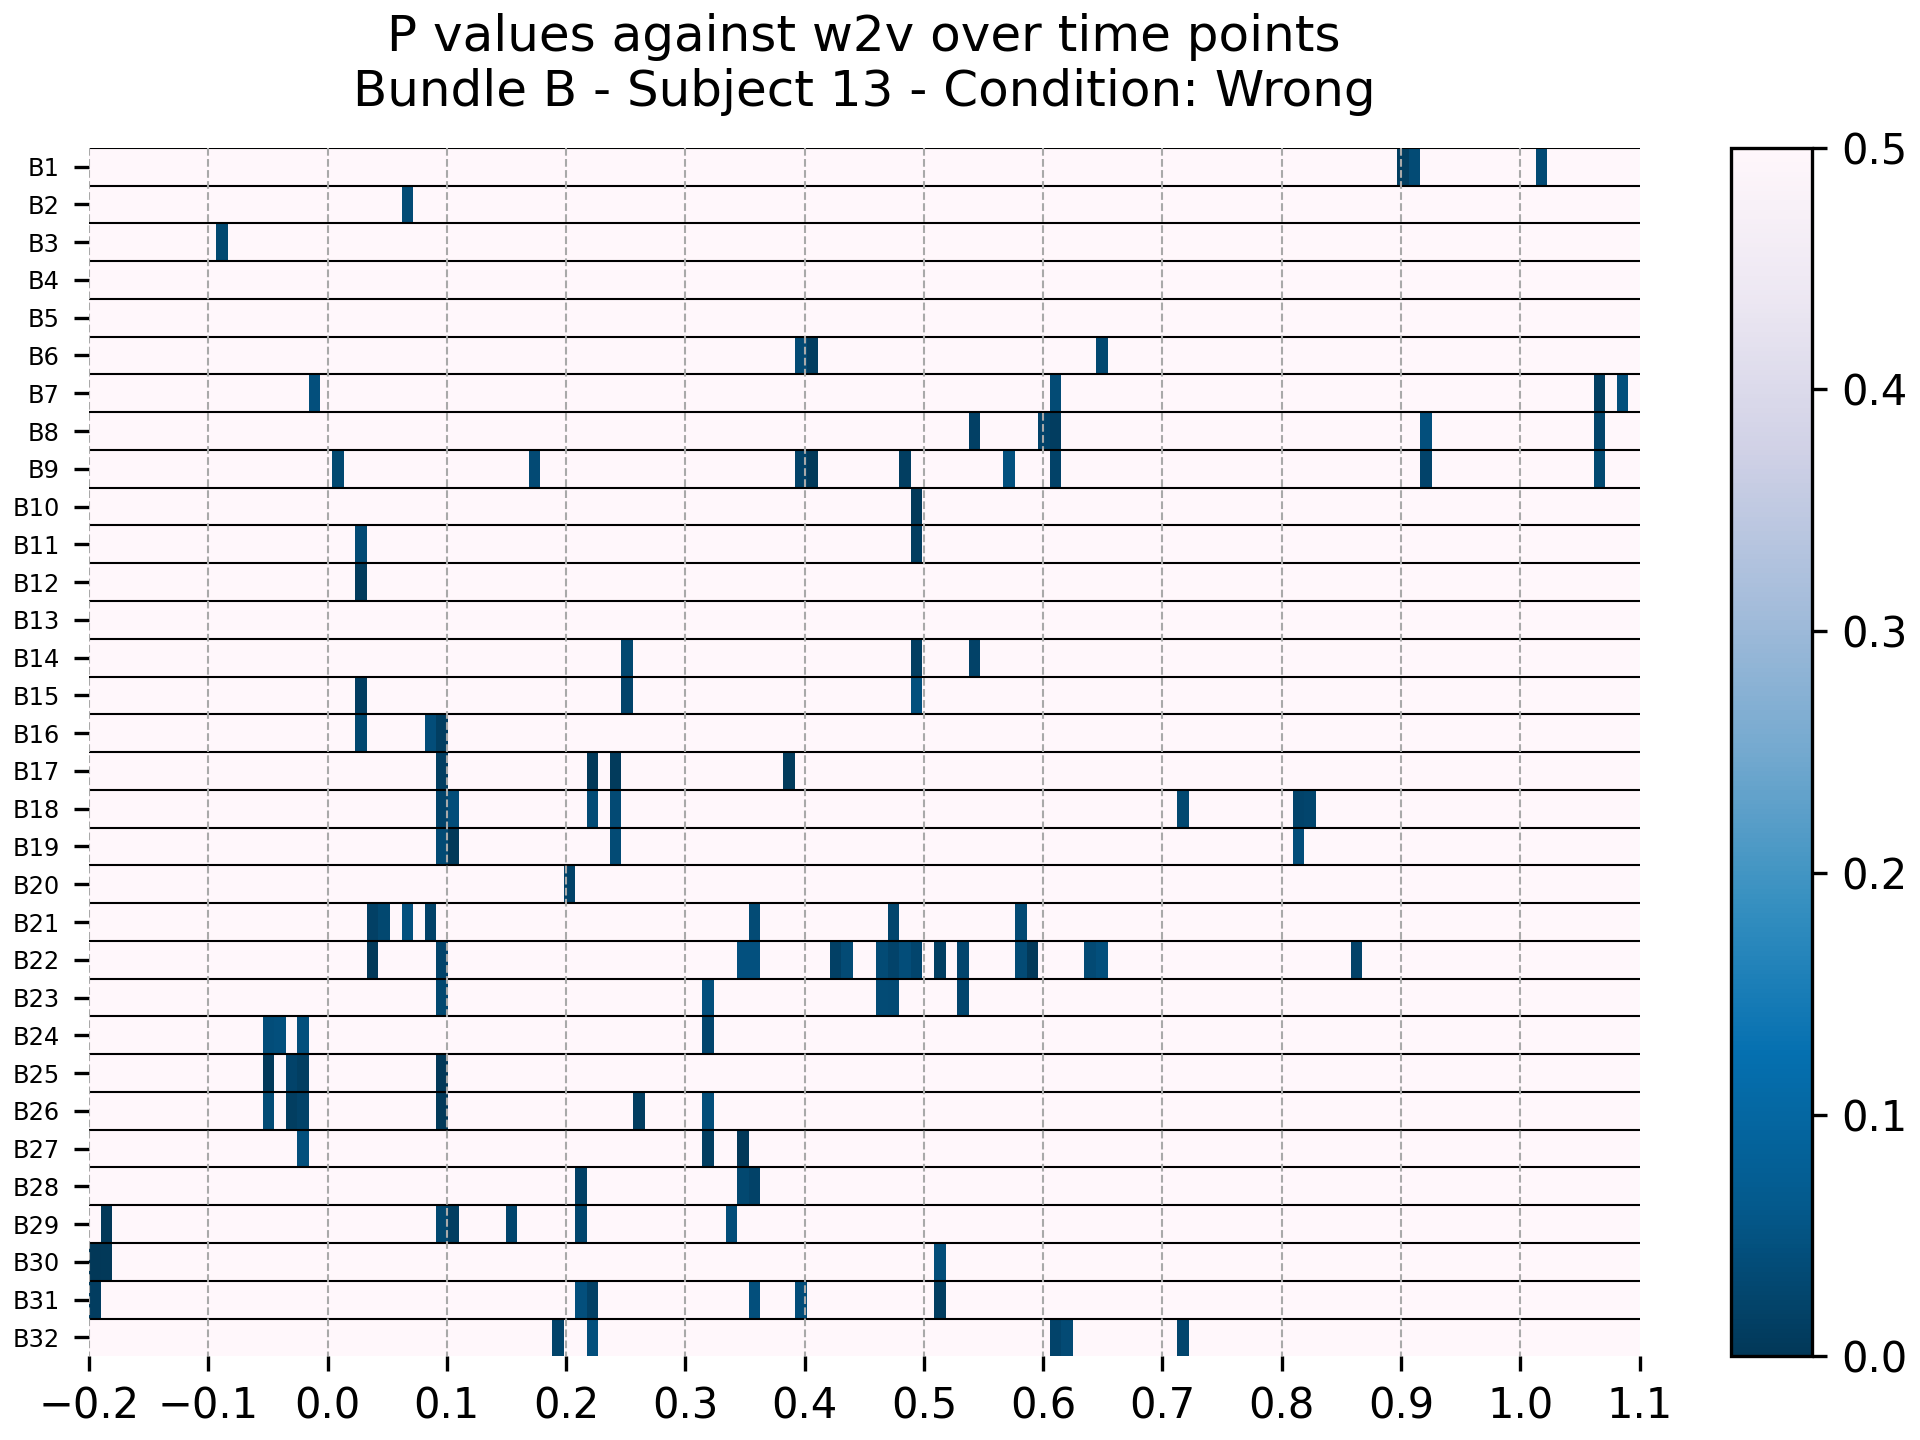 P values against w2v over time points
Bundle B - Subject 13 - Condition: Wrong
B1
B2
B3
B4
B5
B6
B7
B8
B9
B10
B11
B12
B13
B14
B15
B16
B17
B18
B19
B20
B21
B22
B23
B24
B25
B26
B27
B28
B29
B30
B31
B32
−0.2 −0.1 0.0 0.1 0.2 0.3 0.4 0.5 0.6 0.7 0.8 0.9 1.0 1.1
0.5
0.4
0.3
0.2
0.1
0.0